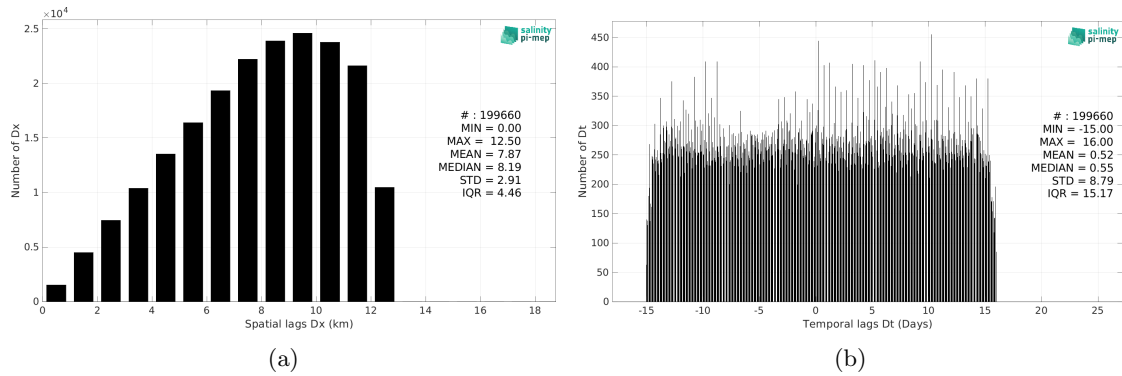 ×10⁴
2.5
2
1.5
1
0.5
0
Number of Dx
salinity
pi-mep
# : 199660
MIN = 0.00
MAX = 12.50
MEAN = 7.87
MEDIAN = 8.19
STD = 2.91
IQR = 4.46
0 2 4 6 8 10 12 14 16 18
Spatial lags Dx (km)
(a)
450
400
350
300
250
200
150
100
50
0
Number of Dt
salinity
pi-mep
# : 199660
MIN = -15.00
MAX = 16.00
MEAN = 0.52
MEDIAN = 0.55
STD = 8.79
IQR = 15.17
-15 -10 -5 0 5 10 15 20 25
Temporal lags Dt (Days)
(b)